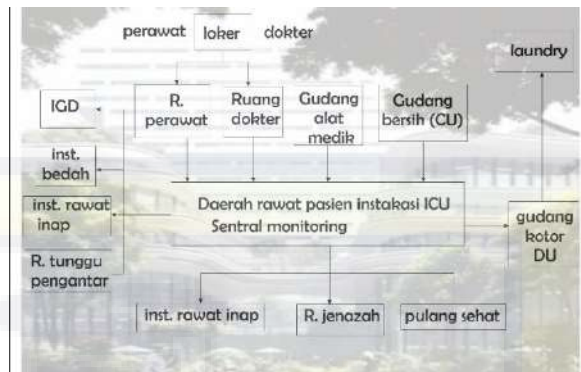 perawat loker dokter
laundry
IGD
R.
perawat
Ruang
dokter
Gudang
alat
medik
Gudang
bersih (CU)
inst.
bedah
inst. rawat
inap
Daerah rawat pasien instakasi ICU
Sentral monitoring
gudang
kotor
DU
R. tunggu
pengantar
inst. rawat inap
R. jenazah
pulang sehat